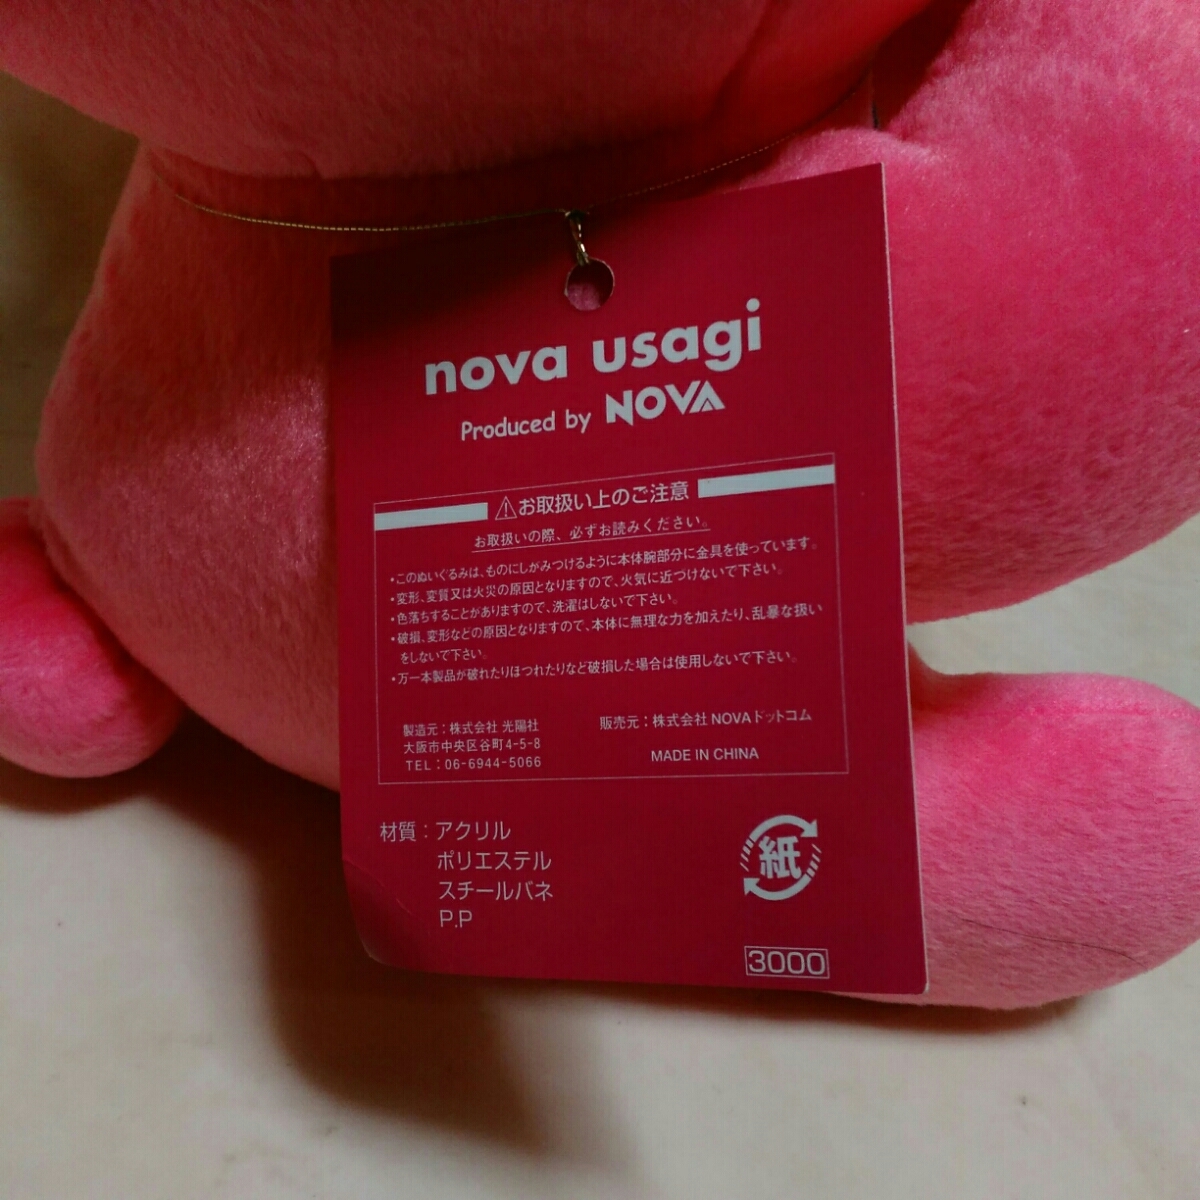 nova usagi
Produced by NOVA
⚠お取扱い上のご注意
お取扱いの際、必ずお読みください。
・このぬいぐるみは、ものにしがみつけるように本体腕部分に金具を使っています。
・変形、変質又は火災の原因となりますので、火気に近づけないで下さい。
・色落ちすることがありますので、洗濯はしないで下さい。
・破損、変形などの原因となりますので、本体に無理な力を加えたり、乱暴な扱い
をしないで下さい。
・万一本製品が破れたりほつれたりなど破損した場合は使用しないで下さい。
製造元：株式会社 光陽社
大阪市中央区谷町4-5-8
TEL：06-6944-5066
販売元：株式会社 NOVAドットコム
MADE IN CHINA
材質：アクリル
ポリエステル
スチールバネ
P.P
紙
3000